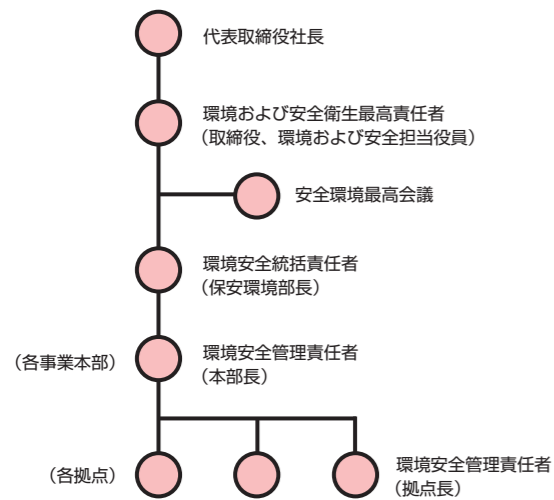 代表取締役社長
環境および安全衛生最高責任者
（取締役、環境および安全担当役員）
安全環境最高会議
環境安全統括責任者
（保安環境部長）
（各事業本部）
環境安全管理責任者
（本部長）
（各拠点）
環境安全管理責任者
（拠点長）